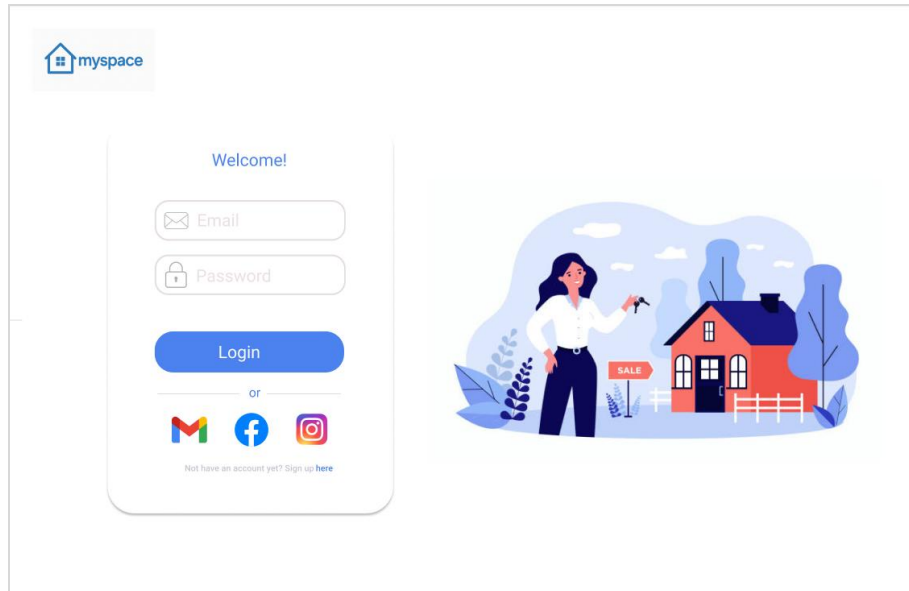 myspace
Welcome!
Email
Password
Login
or
Not have an account yet? Sign up here
SALE